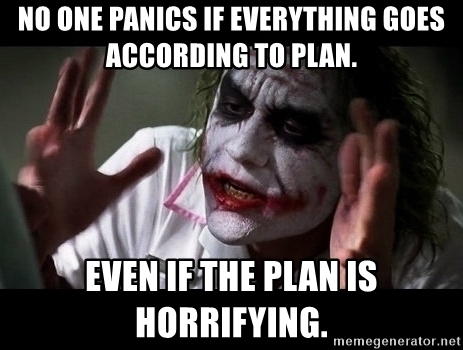 NO ONE PANICS IF EVERYTHING GOES
ACCORDING TO PLAN.
EVEN IF THE PLAN IS
HORRIFYING.
memegenerator.net